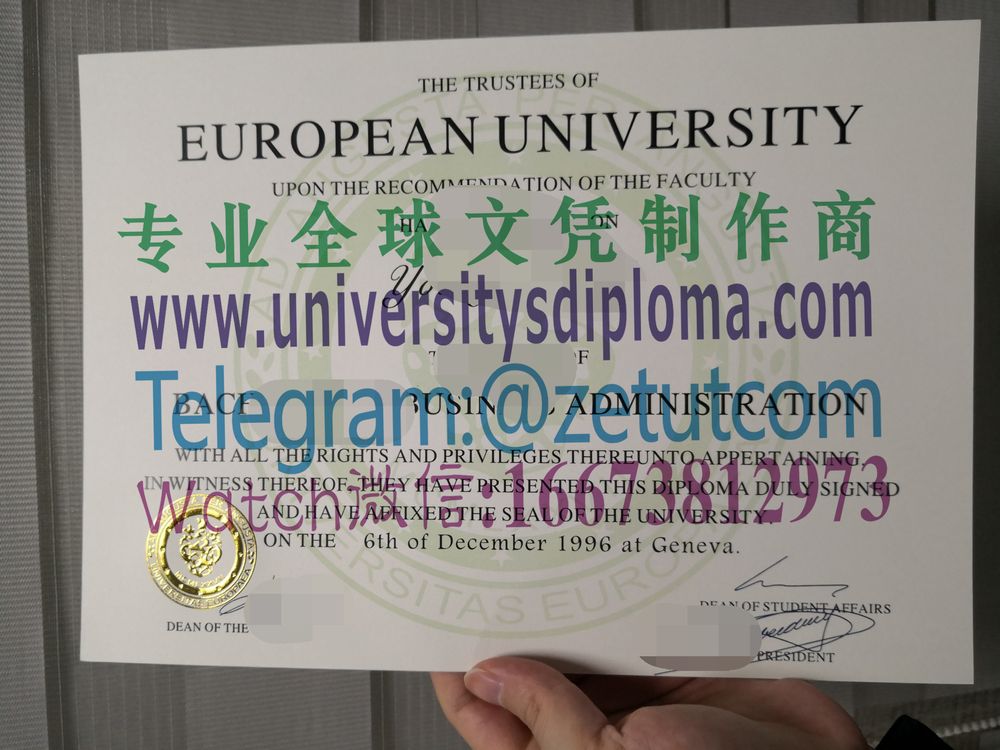 THE TRUSTEES OF
EUROPEAN UNIVERSITY
UPON THE RECOMMENDATION OF THE FACULTY
专业全球文凭制作商
www.universitysdiploma.com
Telegram:@zetutcom
ADMINISTRATION
WITH ALL THE RIGHTS AND PRIVILEGES THEREUNTO APPERTAINING
IN WITNESS THEREOF, THEY HAVE PRESENTED THIS DIPLOMA DULY SIGNED
Watch微信:16673812973
AND HAVE AFFIXED THE SEAL OF THE UNIVERSITY
ON THE 6th of December 1996 at Geneva.
DEAN OF STUDENT AFFAIRS
DEAN OF THE
PRESIDENT